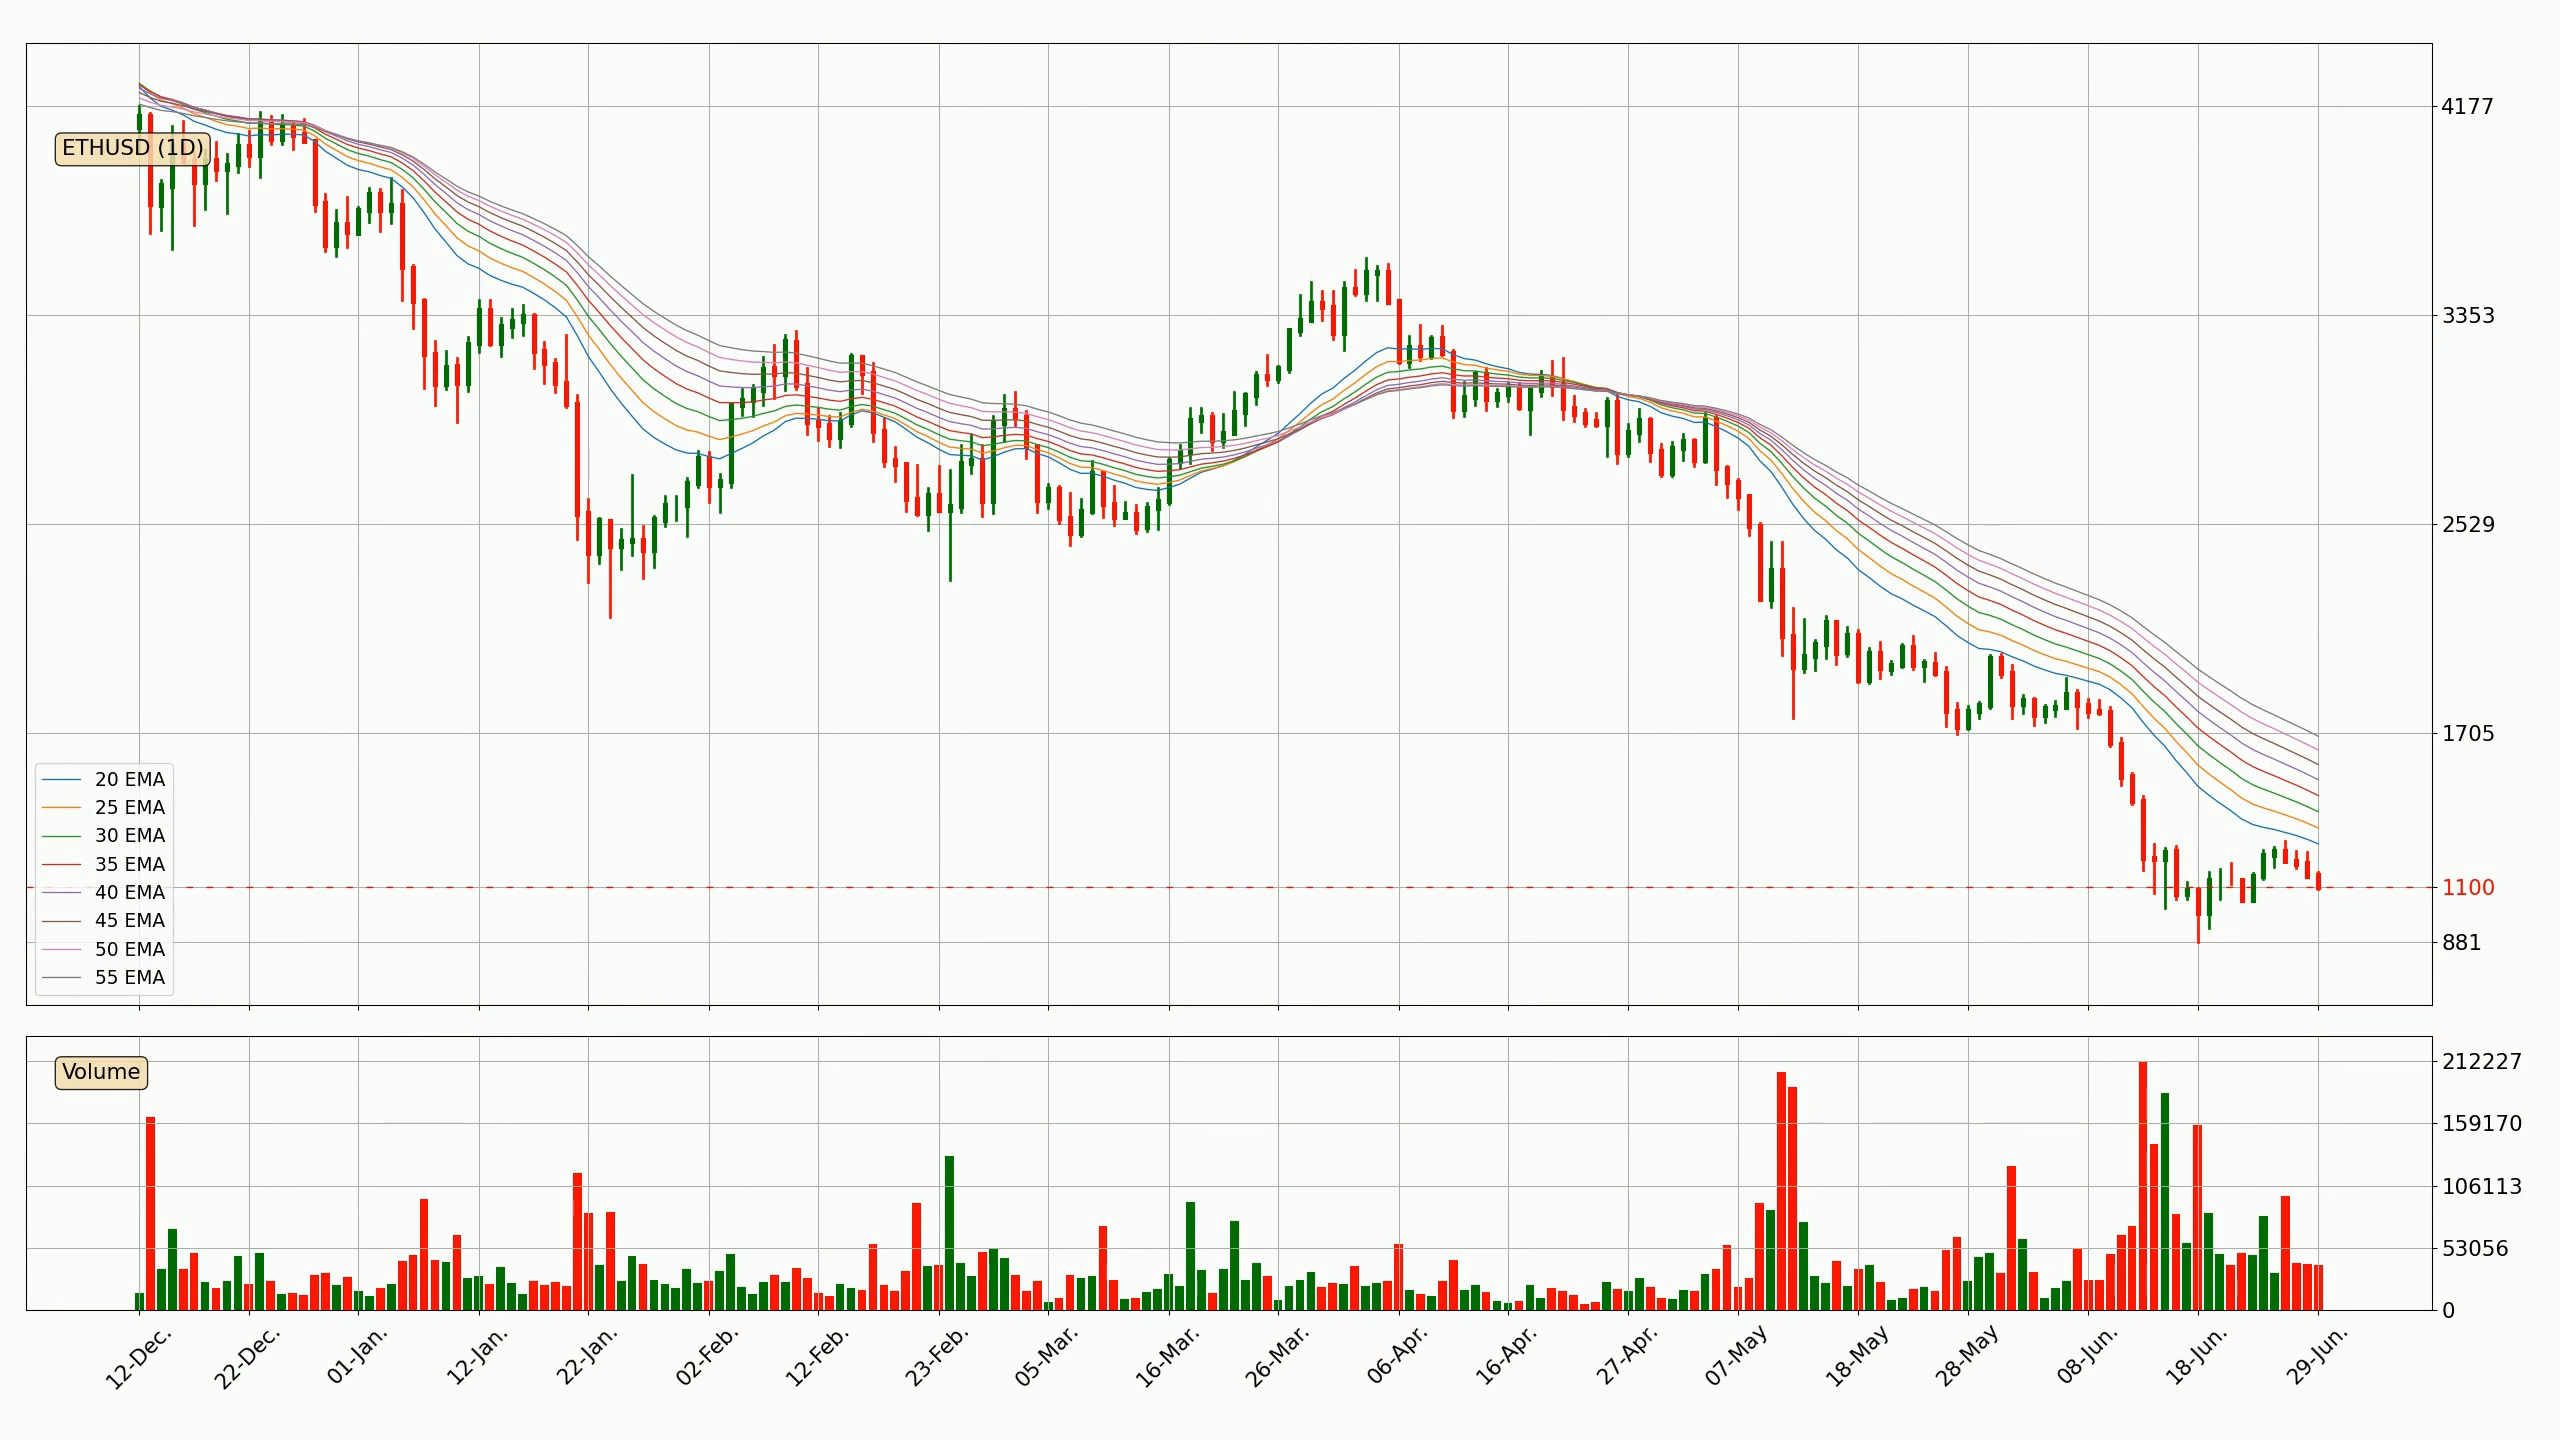 ETHUSD (1D)
4177
3353
2529
1705
1100
881
20 EMA
25 EMA
30 EMA
35 EMA
40 EMA
45 EMA
50 EMA
55 EMA
Volume
212227
159170
106113
53056
0
12-Dec.
22-Dec.
01-Jan.
12-Jan.
22-Jan.
02-Feb.
12-Feb.
23-Feb.
05-Mar.
16-Mar.
26-Mar.
06-Apr.
16-Apr.
27-Apr.
07-May
18-May
28-May
08-Jun.
18-Jun.
29-Jun.